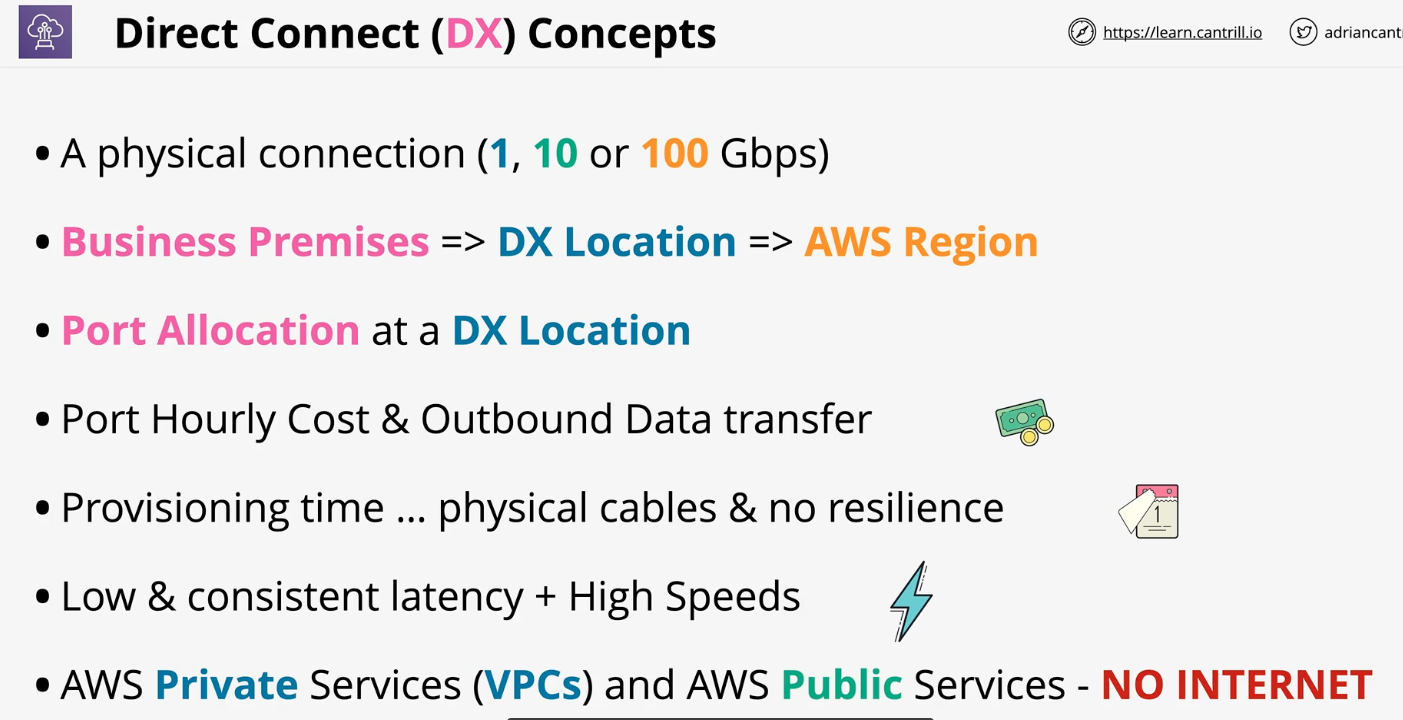 Direct Connect (DX) Concepts
https://learn.cantrill.io
adriancant
• A physical connection (1, 10 or 100 Gbps)
• Business Premises => DX Location => AWS Region
• Port Allocation at a DX Location
• Port Hourly Cost & Outbound Data transfer
• Provisioning time ... physical cables & no resilience
1
• Low & consistent latency + High Speeds
• AWS Private Services (VPCs) and AWS Public Services - NO INTERNET